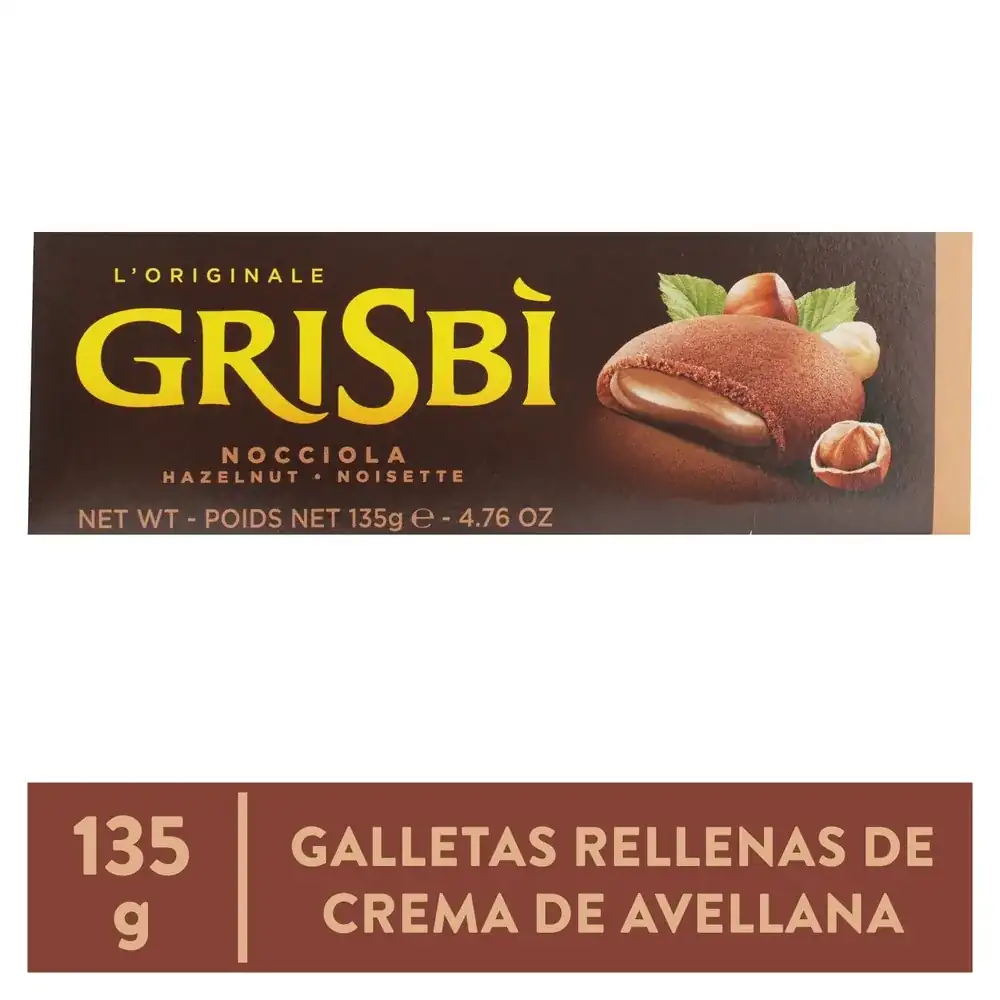 L'ORIGINALE
GRISBÌ
NOCCIOLA
HAZELNUT • NOISETTE
NET WT - POIDS NET 135g ℮ - 4.76 OZ
135
g
GALLETAS RELLENAS DE
CREMA DE AVELLANA